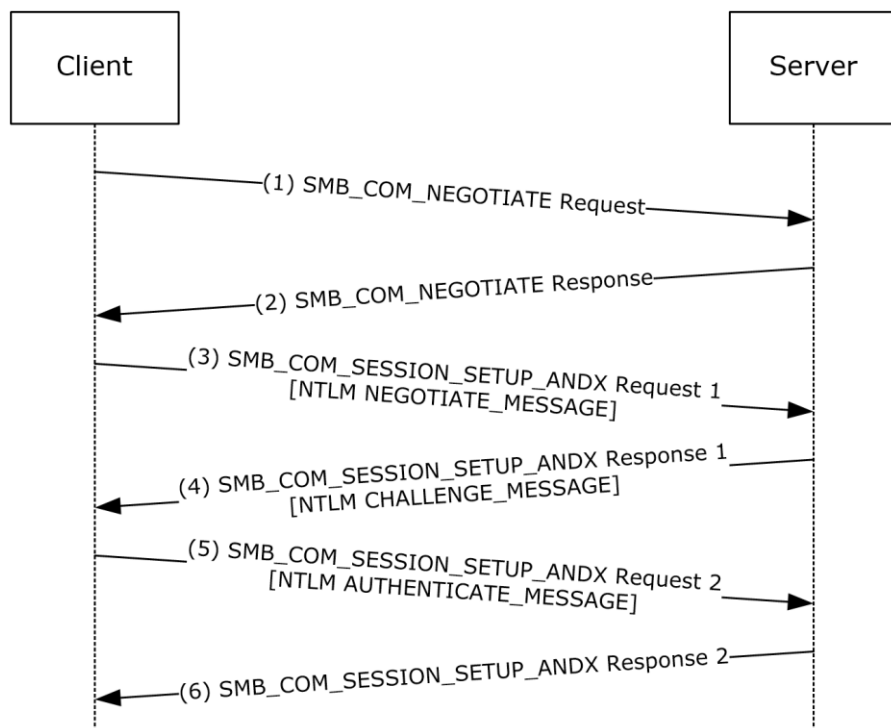 Client
Server
(1) SMB_COM_NEGOTIATE Request
(2) SMB_COM_NEGOTIATE Response
(3) SMB_COM_SESSION_SETUP_ANDX Request 1
[NTLM NEGOTIATE_MESSAGE]
(4) SMB_COM_SESSION_SETUP_ANDX Response 1
[NTLM CHALLENGE_MESSAGE]
(5) SMB_COM_SESSION_SETUP_ANDX Request 2
[NTLM AUTHENTICATE_MESSAGE]
(6) SMB_COM_SESSION_SETUP_ANDX Response 2